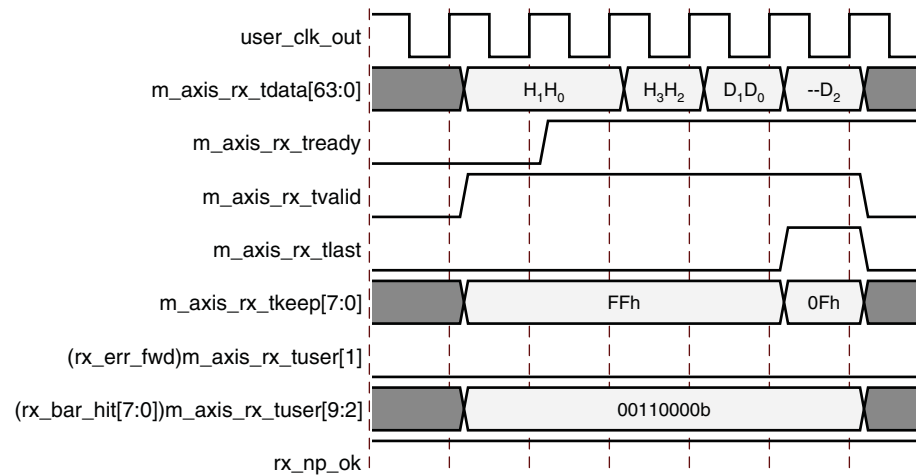 user_clk_out
m_axis_rx_tdata[63:0] H₁H₀ H₃H₂ D₁D₀ --D₂
m_axis_rx_tready
m_axis_rx_tvalid
m_axis_rx_tlast
m_axis_rx_tkeep[7:0] FFh 0Fh
(rx_err_fwd)m_axis_rx_tuser[1]
(rx_bar_hit[7:0])m_axis_rx_tuser[9:2] 00110000b
rx_np_ok